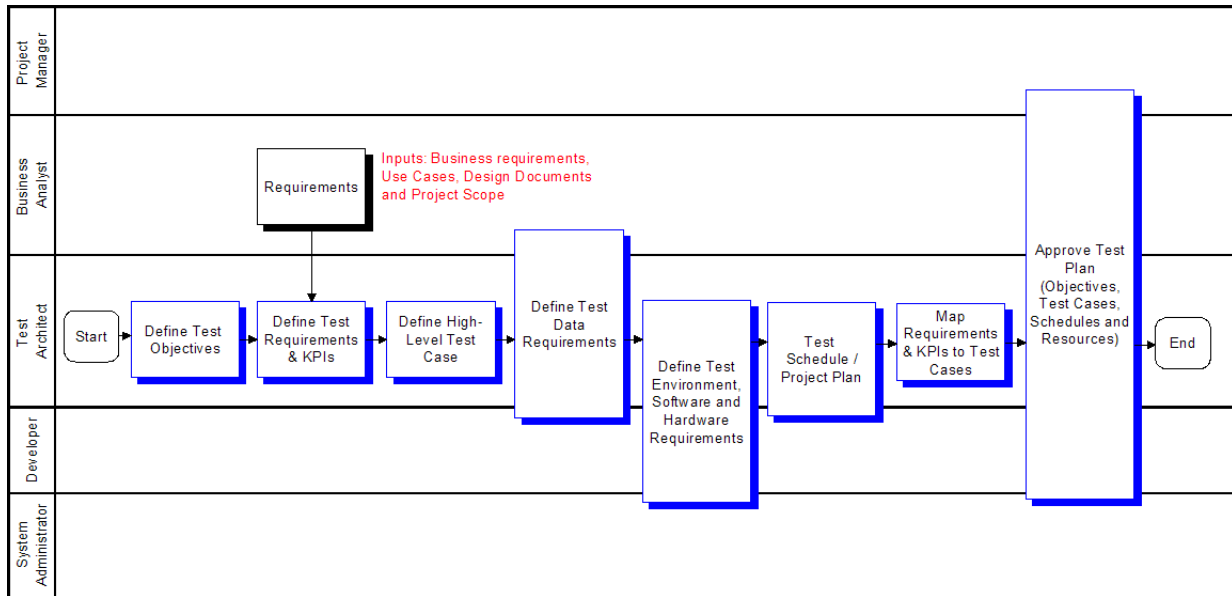 Project
Manager
Business
Analyst
Requirements
Inputs: Business requirements,
Use Cases, Design Documents
and Project Scope
Test
Architect
Start
Define Test
Objectives
Define Test
Requirements
& KPIs
Define High-
Level Test
Case
Define Test
Data
Requirements
Define Test
Environment,
Software and
Hardware
Requirements
Test
Schedule /
Project Plan
Map
Requirements
& KPIs to Test
Cases
Approve Test
Plan
(Objectives,
Test Cases,
Schedules and
Resources)
End
Developer
System
Administrator